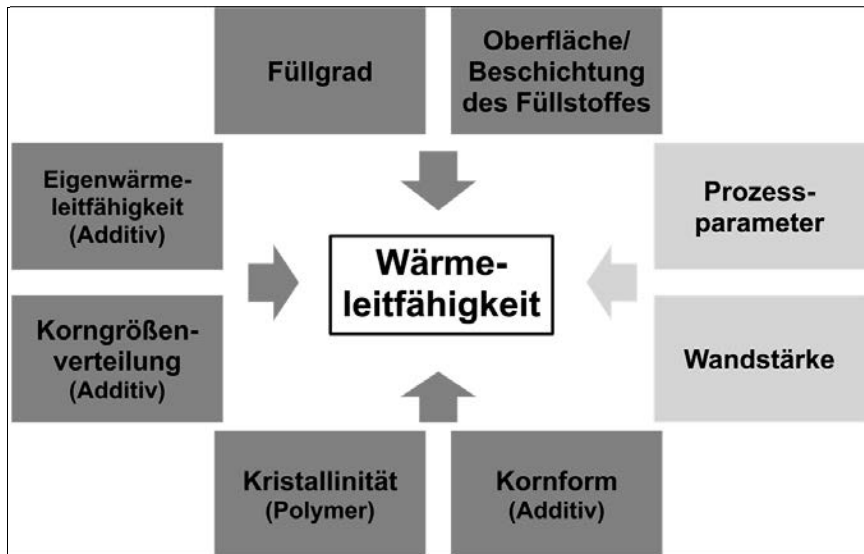 Füllgrad
Oberfläche/
Beschichtung
des Füllstoffes
Eigenwärme-
leitfähigkeit
(Additiv)
Prozess-
parameter
Wärme-
leitfähigkeit
Korngrößen-
verteilung
(Additiv)
Wandstärke
Kristallinität
(Polymer)
Kornform
(Additiv)